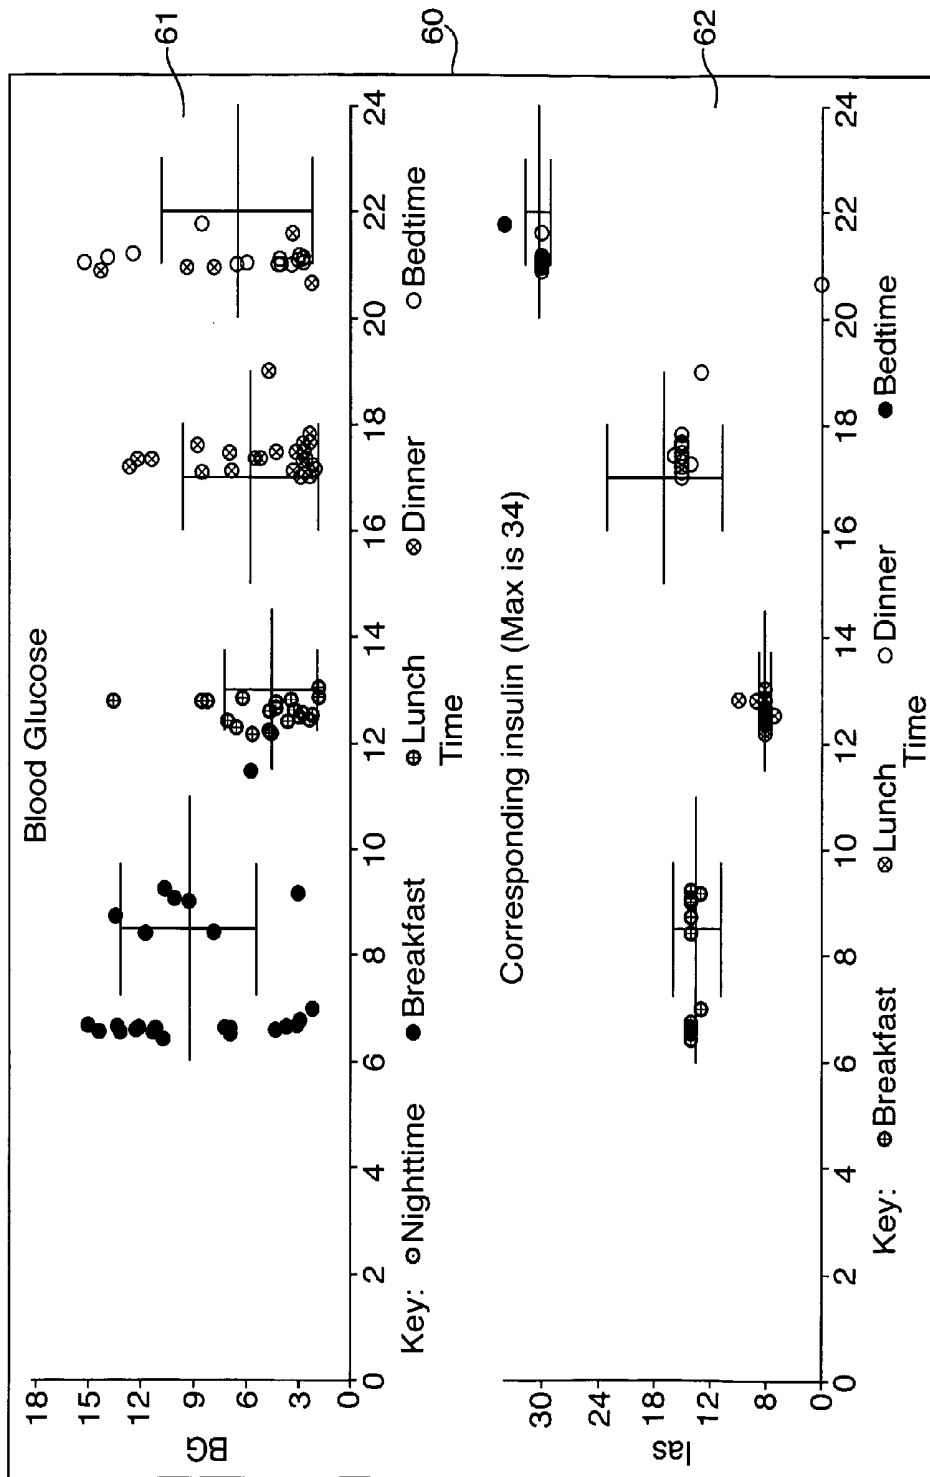 Blood Glucose
61
BG
18
15
12
9
6
3
0
0 2 4 6 8 10 12 14 16 18 20 22 24
Time
Key: Nighttime Breakfast Lunch Dinner Bedtime
60
Corresponding insulin (Max is 34)
62
Ias
30
24
18
12
8
0
0 2 4 6 8 10 12 14 16 18 20 22 24
Time
Key: Breakfast Lunch Dinner Bedtime